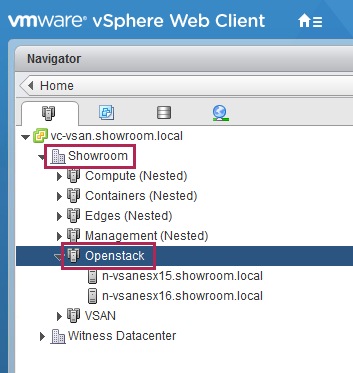 vmware® vSphere Web Client
Navigator
Home
vc-vsan.showroom.local
Showroom
Compute (Nested)
Containers (Nested)
Edges (Nested)
Management (Nested)
Openstack
n-vsanesx15.showroom.local
n-vsanesx16.showroom.local
VSAN
Witness Datacenter